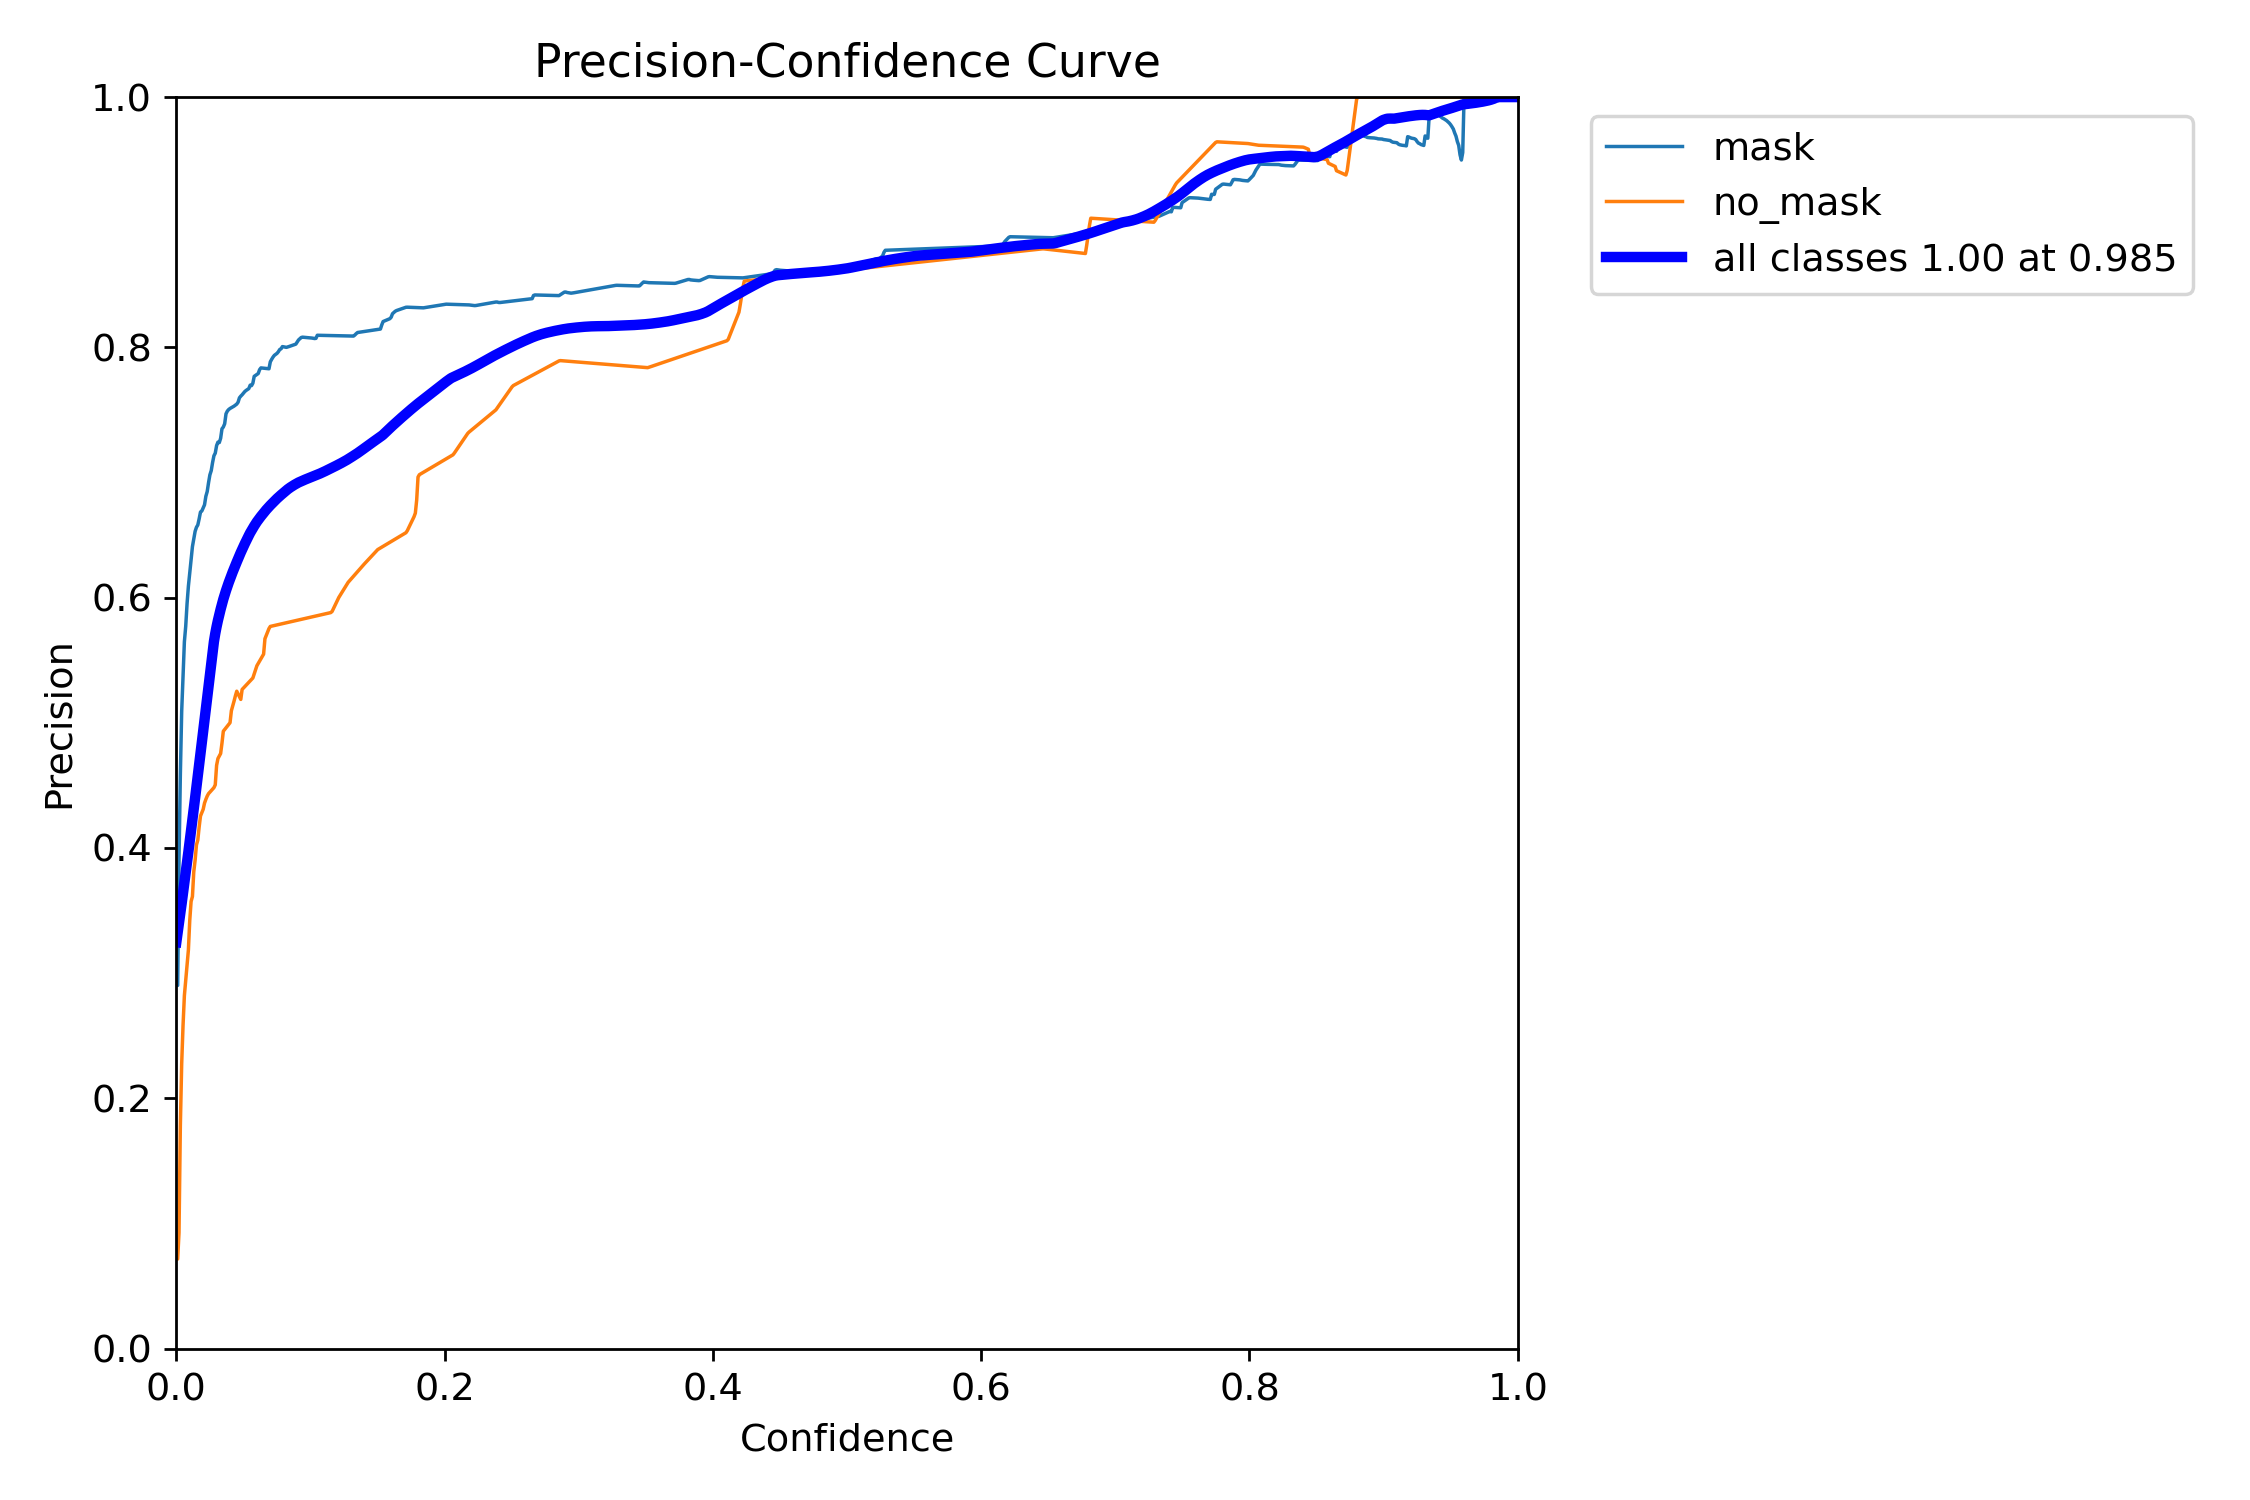 Precision-Confidence Curve
1.0
0.8
0.6
0.4
0.2
0.0
Precision
0.0 0.2 0.4 0.6 0.8 1.0
Confidence
mask
no_mask
all classes 1.00 at 0.985